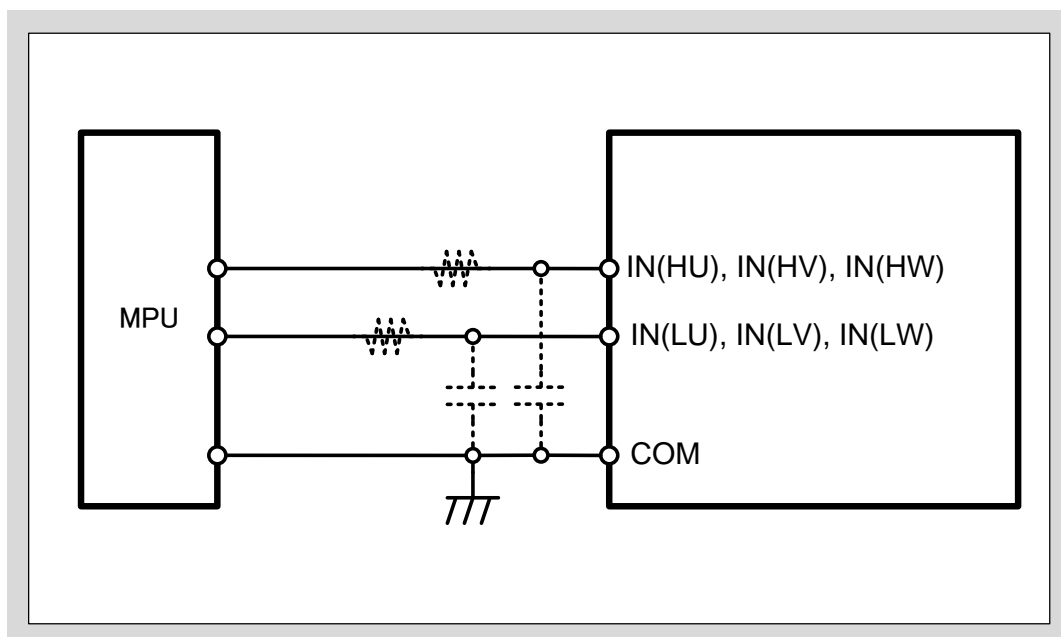 IN(HU), IN(HV), IN(HW)
MPU
IN(LU), IN(LV), IN(LW)
COM